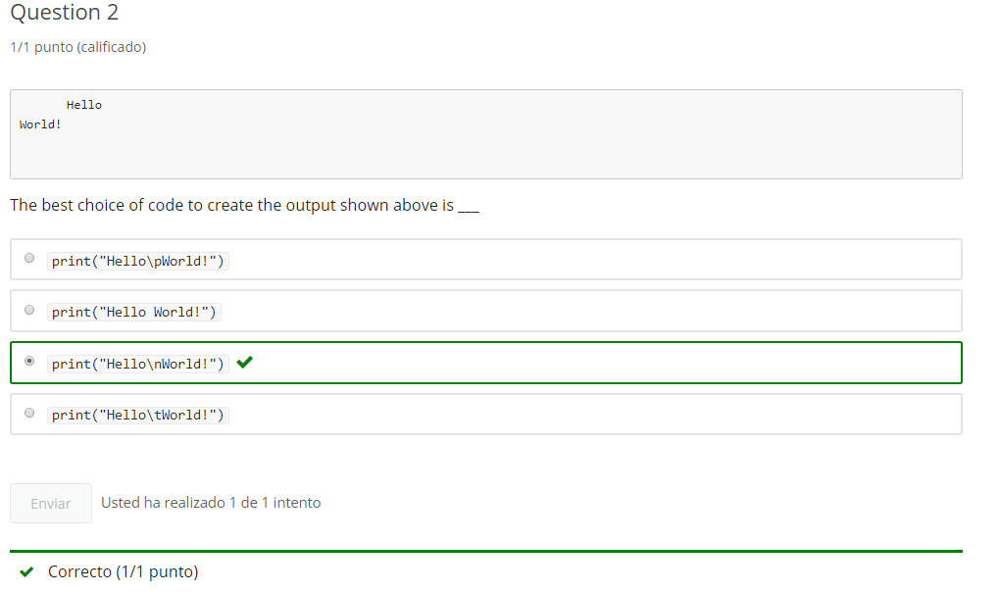 Question 2
1/1 punto (calificado)
Hello
World!
The best choice of code to create the output shown above is ___
print("Hello\pWorld!")
print("Hello World!")
print("Hello\nWorld!")
print("Hello\tWorld!")
Enviar Usted ha realizado 1 de 1 intento
Correcto (1/1 punto)